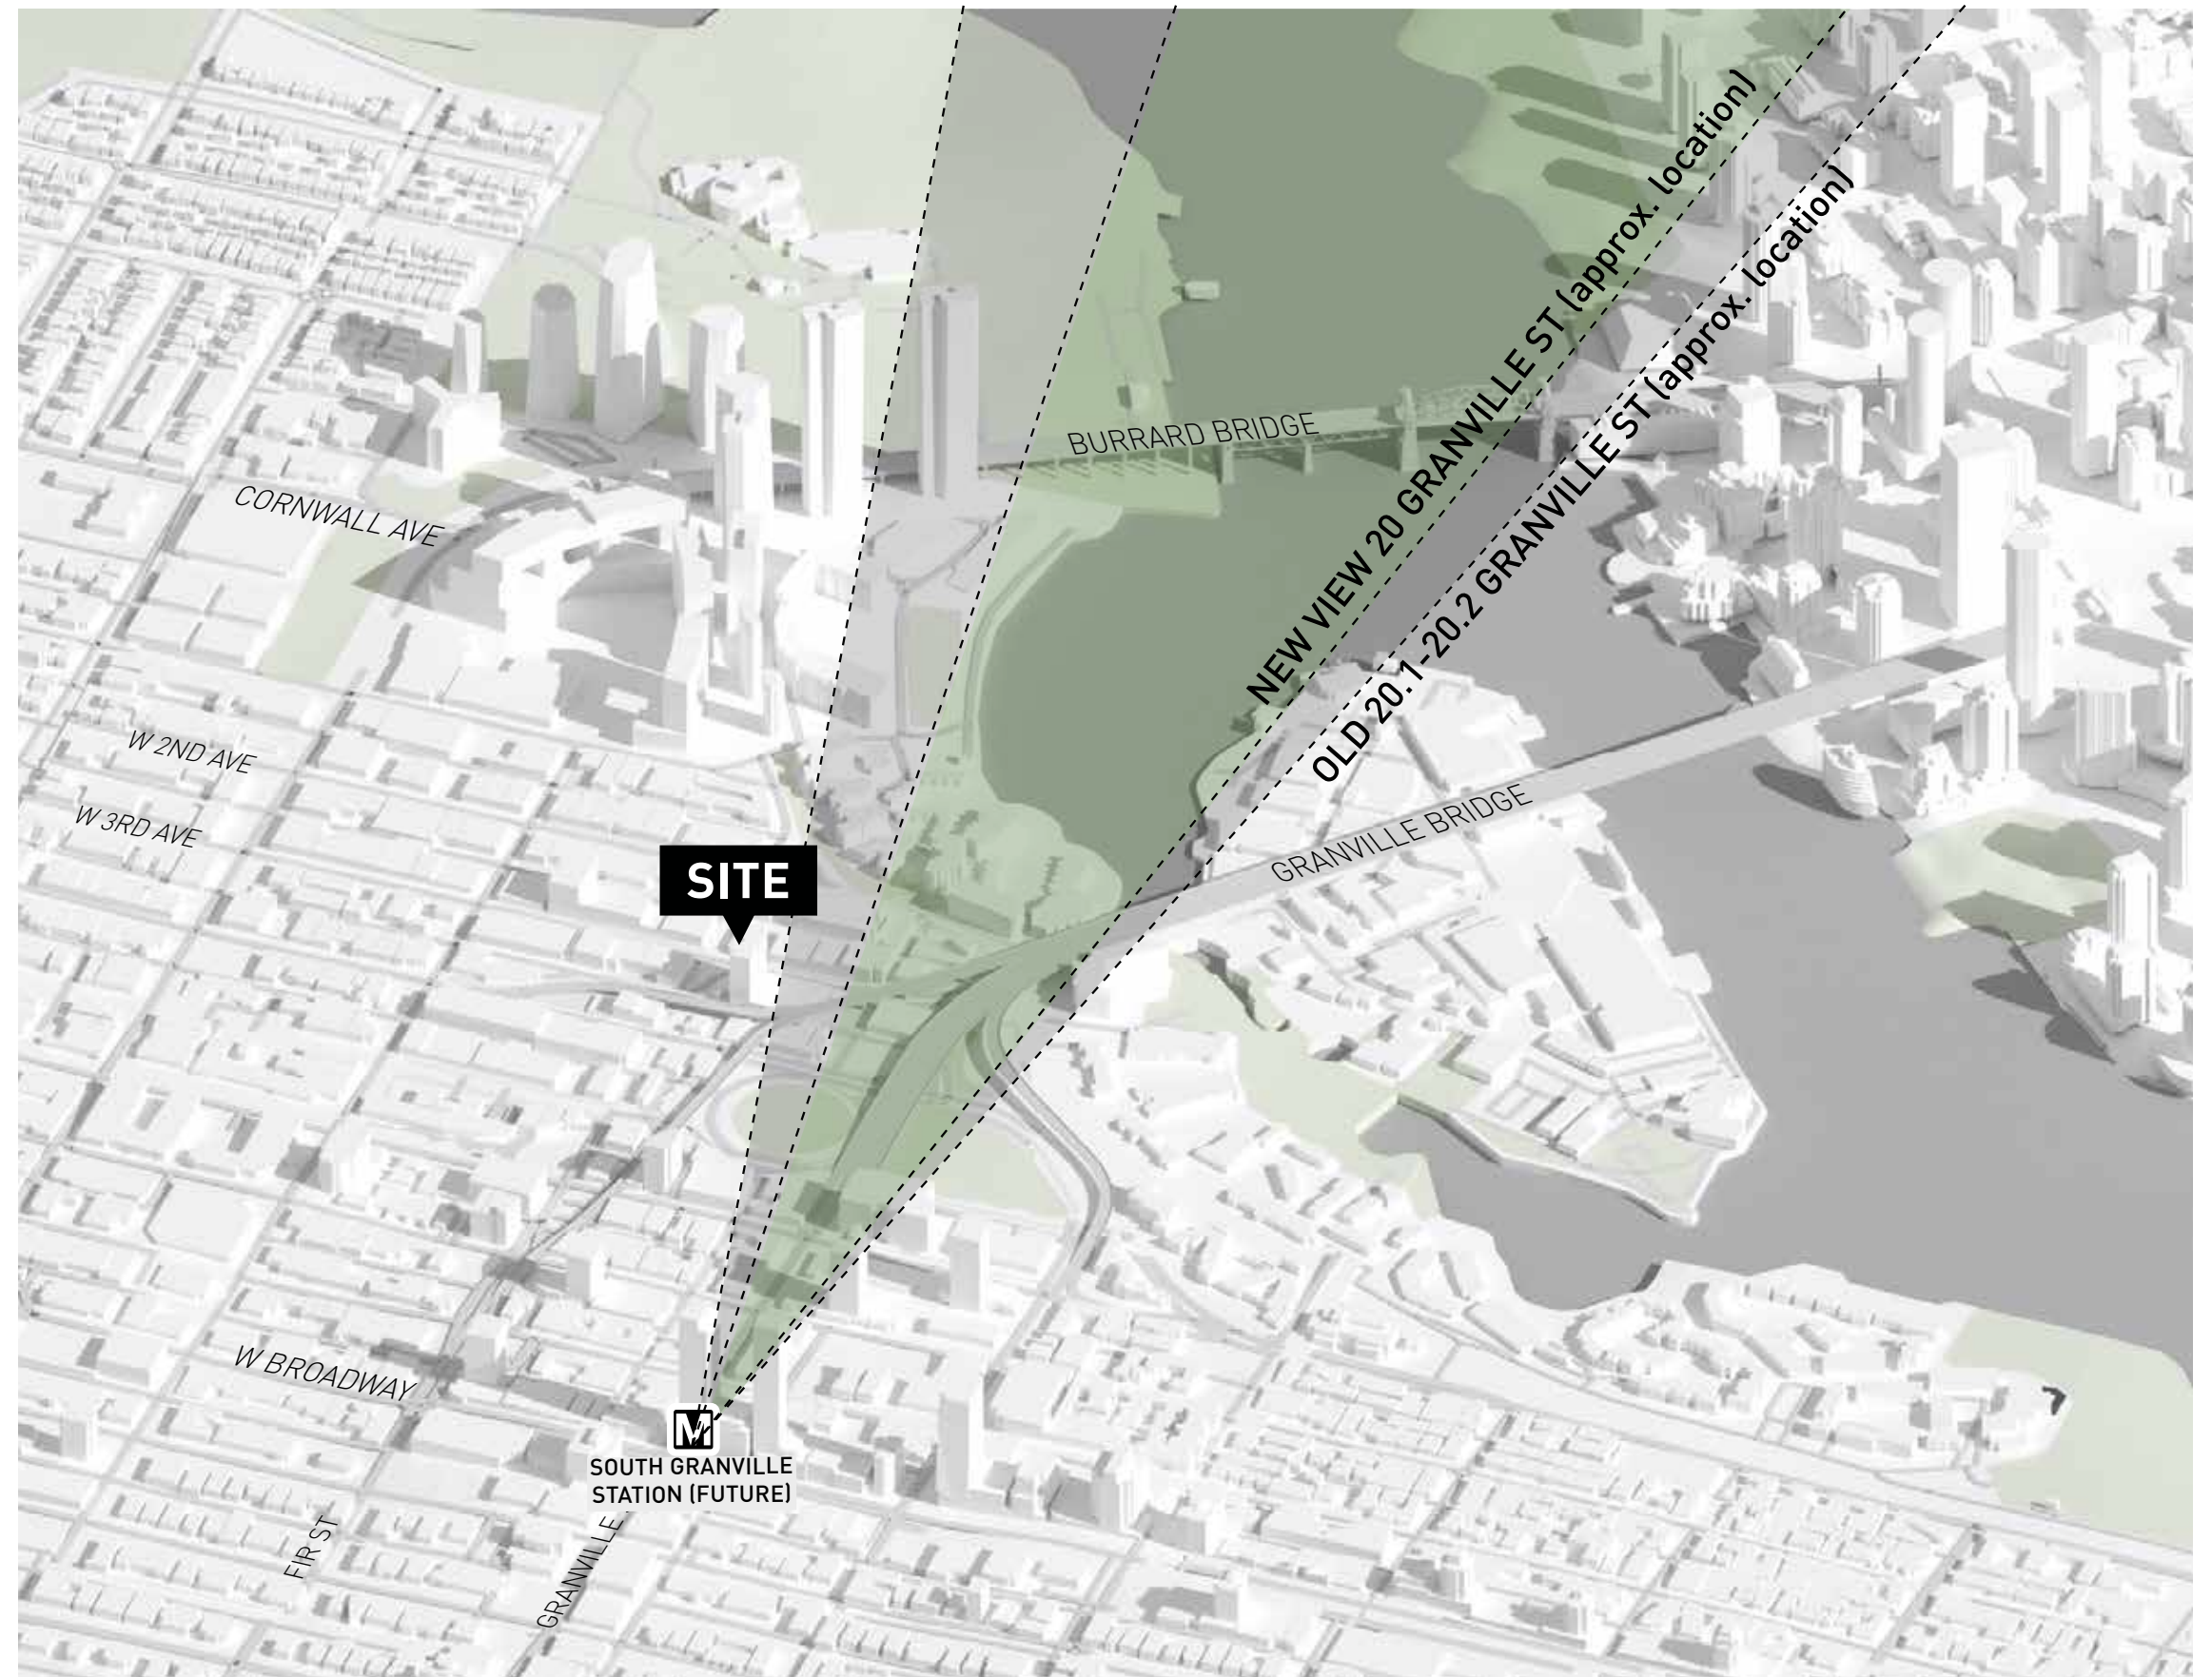 NEW VIEW 20 GRANVILLE ST (approx. location)
OLD 20.1-20.2 GRANVILLE ST (approx. location)
BURRARD BRIDGE
CORNWALL AVE
W 2ND AVE
W 3RD AVE
GRANVILLE BRIDGE
SITE
W BROADWAY
M
SOUTH GRANVILLE
STATION (FUTURE)
FIR ST
GRANVILLE